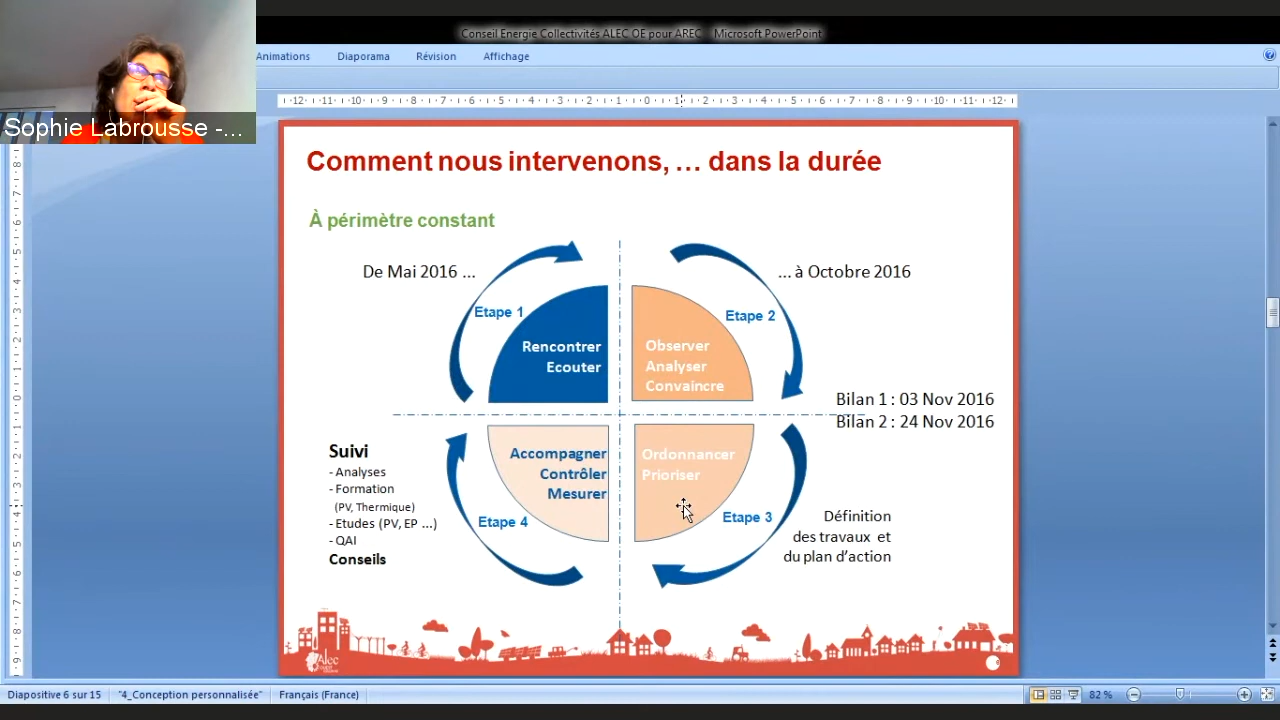 Conseil Energie Collectivités ALEC OE pour AREC - Microsoft PowerPoint
Animations Diaporama Révision Affichage
Sophie Labrousse -...
Comment nous intervenons, ... dans la durée
À périmètre constant
De Mai 2016 ...
... à Octobre 2016
Etape 1
Etape 2
Rencontrer
Ecouter
Observer
Analyser
Convaincre
Bilan 1 : 03 Nov 2016
Bilan 2 : 24 Nov 2016
Suivi
- Analyses
- Formation
(PV, Thermique)
- Etudes (PV, EP ...)
- QAI
Conseils
Accompagner
Contrôler
Mesurer
Ordonnancer
Prioriser
Etape 4
Etape 3
Définition
des travaux et
du plan d'action
Alec
Diapositive 6 sur 15 "4_Conception personnalisée" Français (France) 82 %